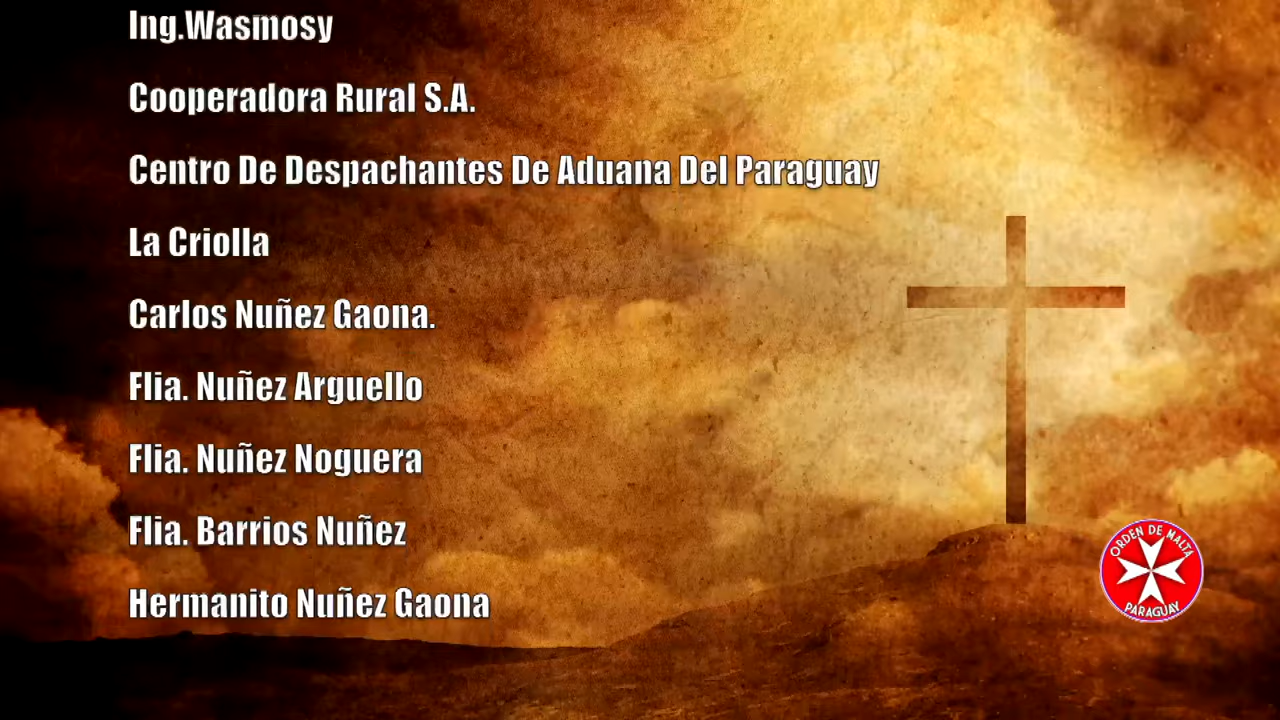 Ing.Wasmosy
Cooperadora Rural S.A.
Centro De Despachantes De Aduana Del Paraguay
La Criolla
Carlos Nuñez Gaona.
Flia. Nuñez Arguello
Flia. Nuñez Noguera
Flia. Barrios Nuñez
Hermanito Nuñez Gaona
ORDEN DE MALTA
PARAGUAY